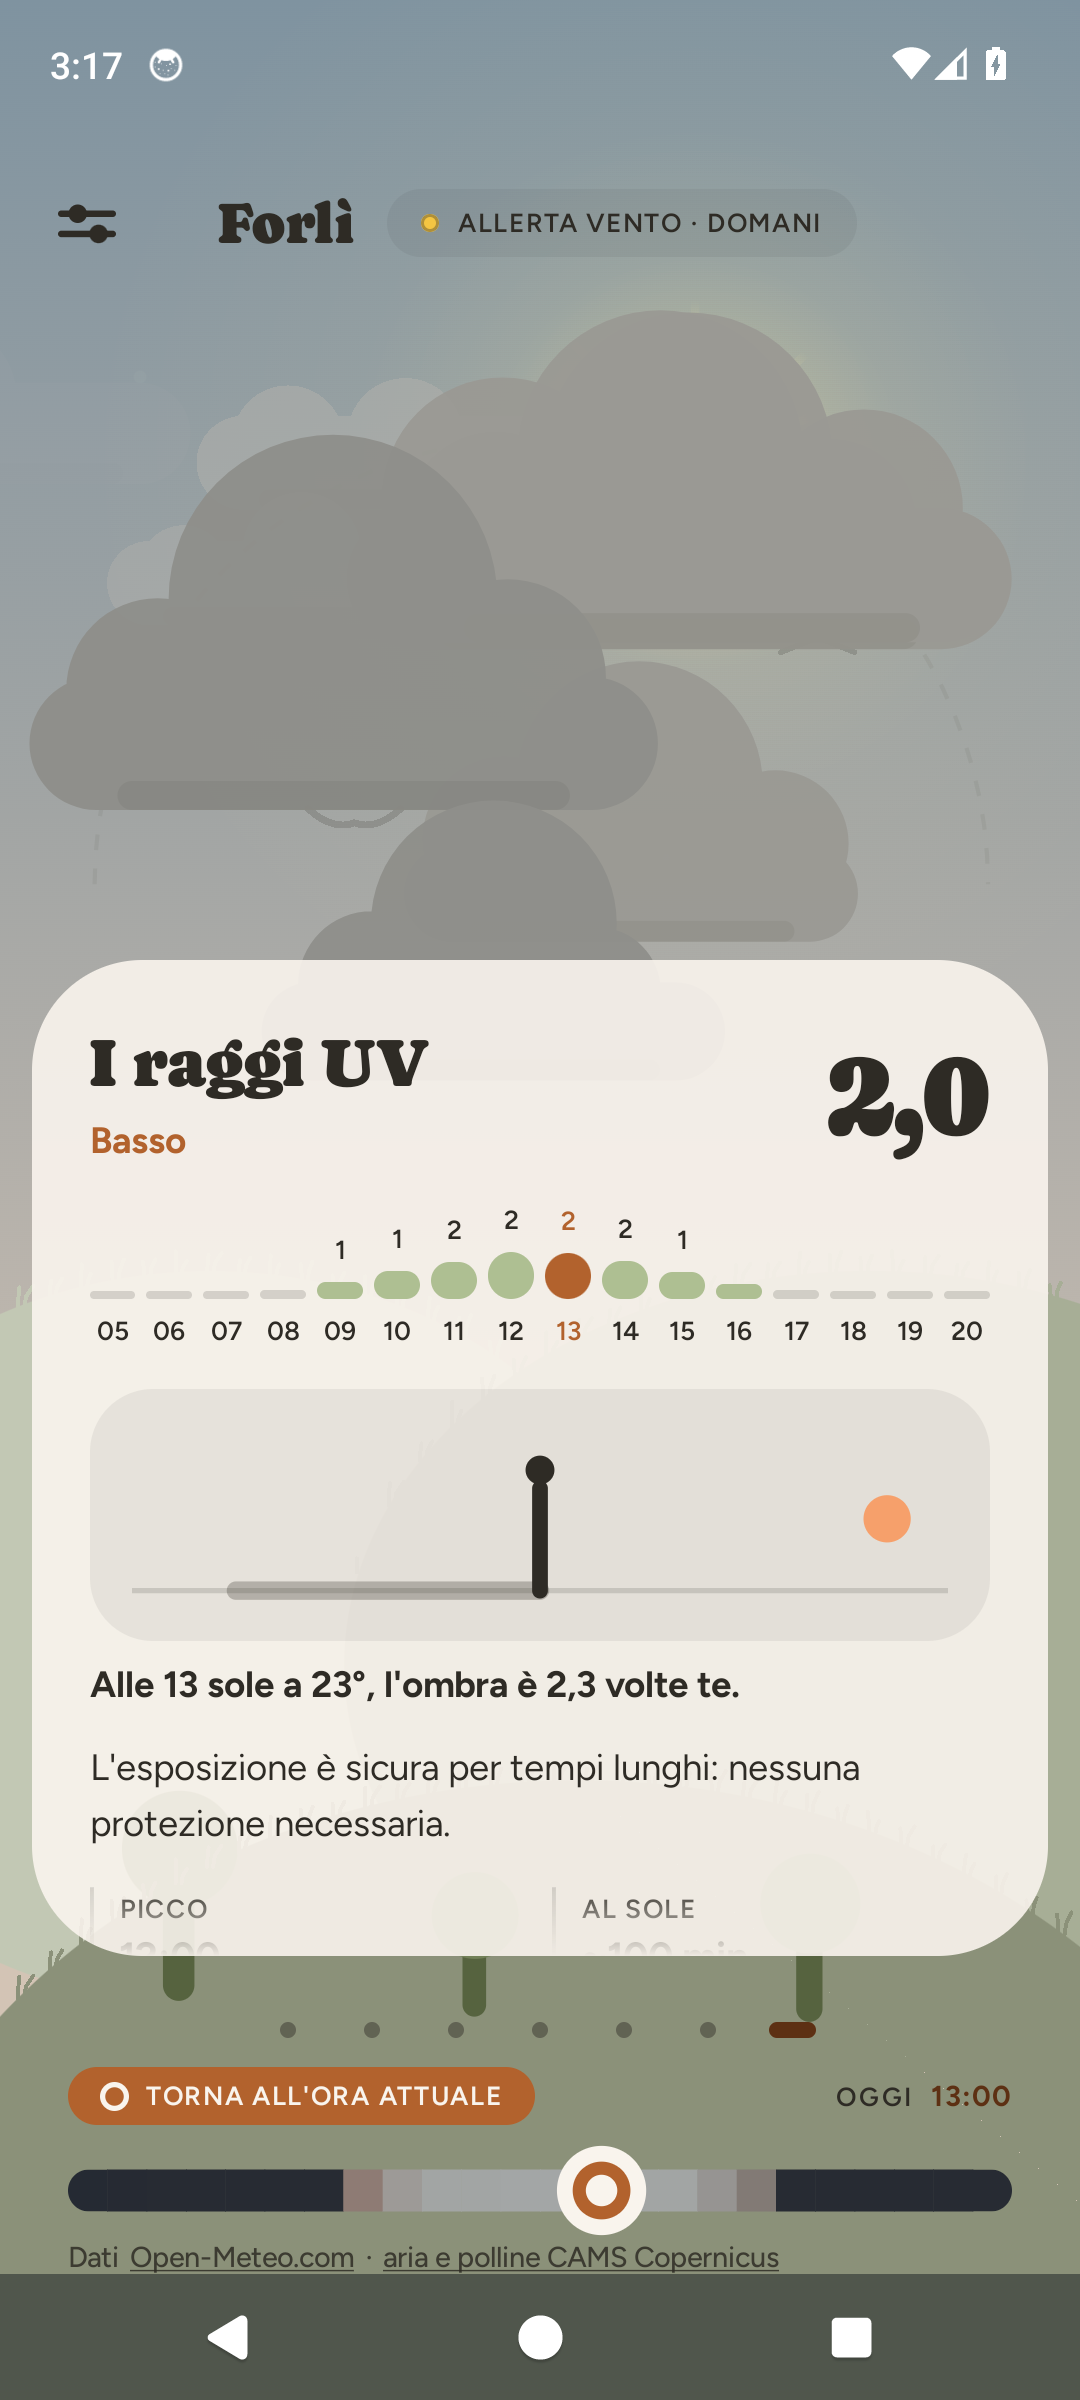 3:17
Forlì
ALLERTA VENTO · DOMANI
I raggi UV
2,0
Basso
1 1 2 2 2 2 1
05 06 07 08 09 10 11 12 13 14 15 16 17 18 19 20
Alle 13 sole a 23°, l'ombra è 2,3 volte te.
L'esposizione è sicura per tempi lunghi: nessuna
protezione necessaria.
PICCO
AL SOLE
TORNA ALL'ORA ATTUALE
OGGI 13:00
Dati Open-Meteo.com · aria e polline CAMS Copernicus